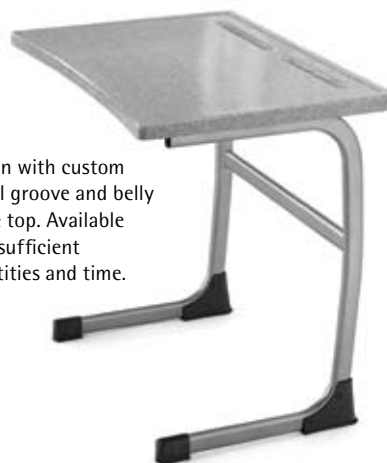 n with custom
l groove and belly
top. Available
sufficient
tities and time.